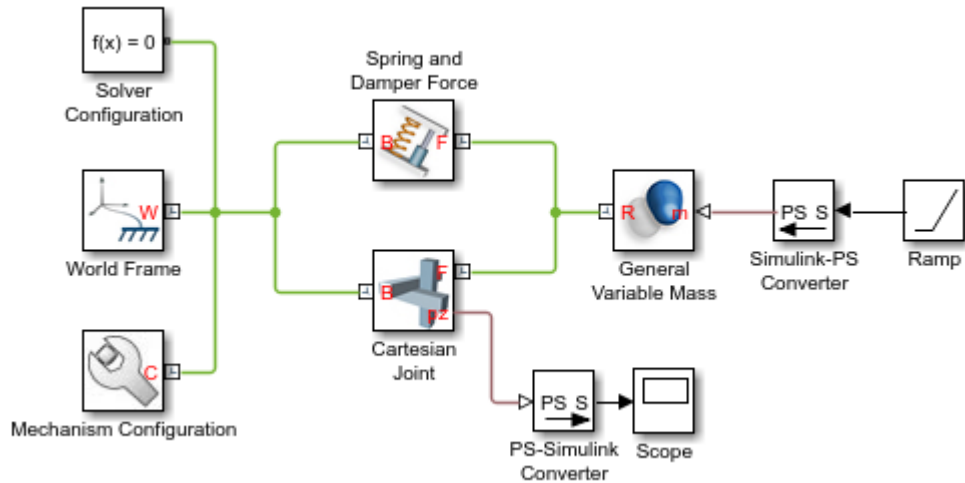 f(x) = 0
Solver
Configuration
Spring and
Damper Force
B
F
W
World Frame
R
m
General
Variable Mass
PS S
Simulink-PS
Converter
Ramp
B
F
pz
Cartesian
Joint
C
Mechanism Configuration
PS S
PS-Simulink
Converter
Scope